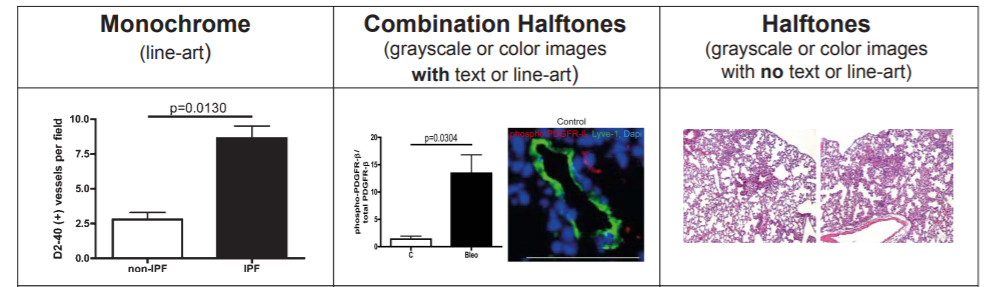 Monochrome
(line-art)
Combination Halftones
(grayscale or color images
with text or line-art)
Halftones
(grayscale or color images
with no text or line-art)
p=0.0130
10.0
7.5
5.0
2.5
0.0
D2-40 (+) vessels per field
non-IPF
IPF
p=0.0304
20
15
10
5
0
phospho-PDGFR-β/
total PDGFR-β
C
Bleo
Control
phospho PDGFR-β, Lyve-1, Dapi